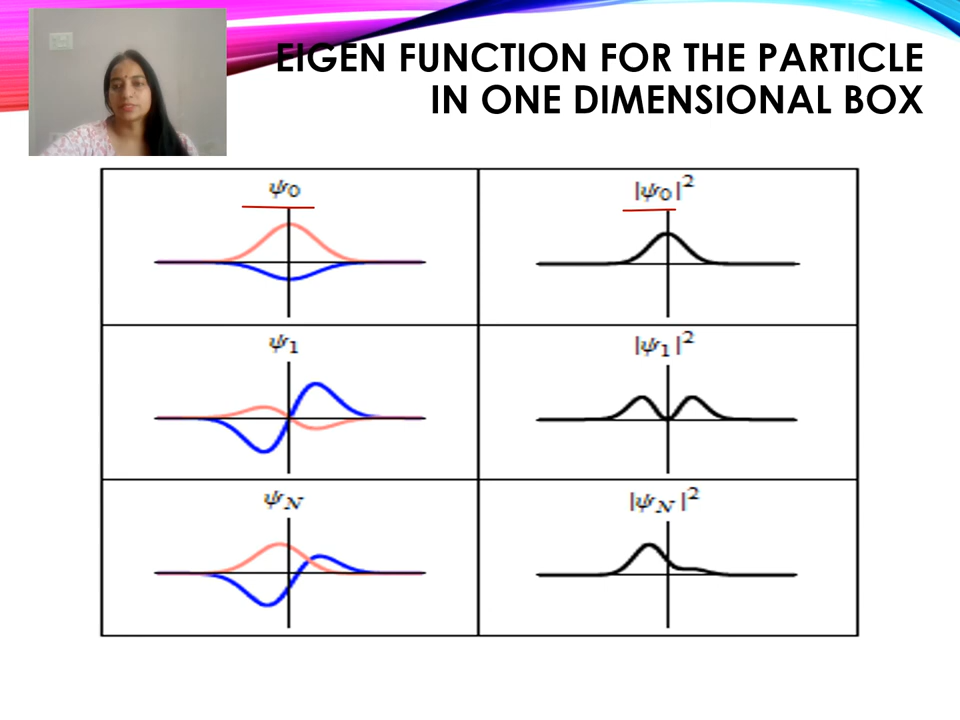 EIGEN FUNCTION FOR THE PARTICLE
IN ONE DIMENSIONAL BOX
ψ₀
|ψ₀|²
ψ₁
|ψ₁|²
ψ_N
|ψ_N|²